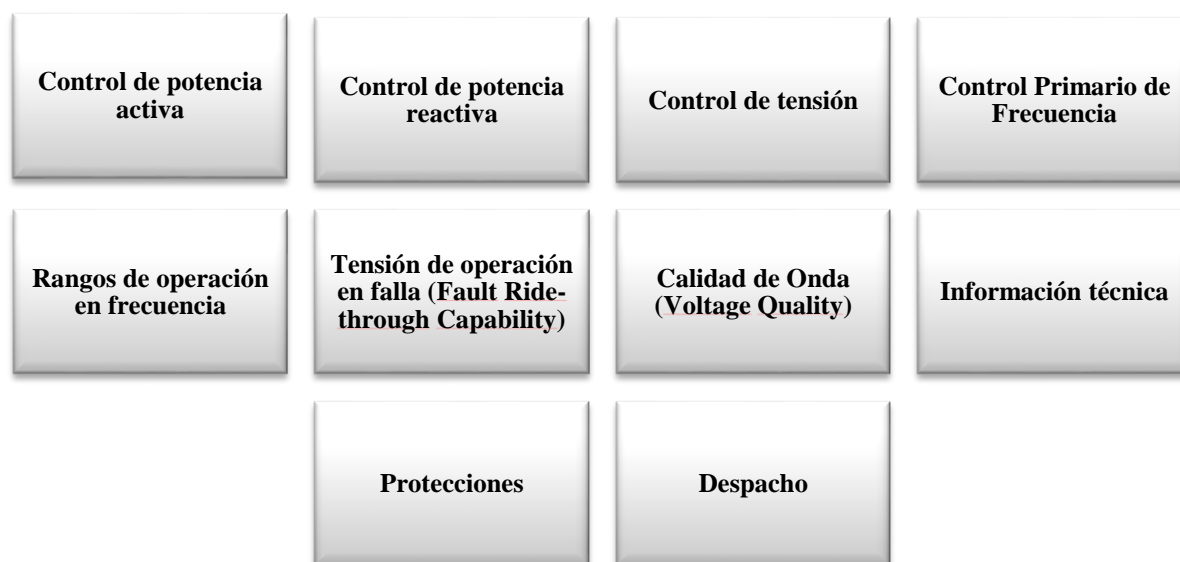 Control de potencia
activa
Control de potencia
reactiva
Control de tensión
Control Primario de
Frecuencia
Rangos de operación
en frecuencia
Tensión de operación
en falla (Fault Ride-
through Capability)
Calidad de Onda
(Voltage Quality)
Información técnica
Protecciones
Despacho